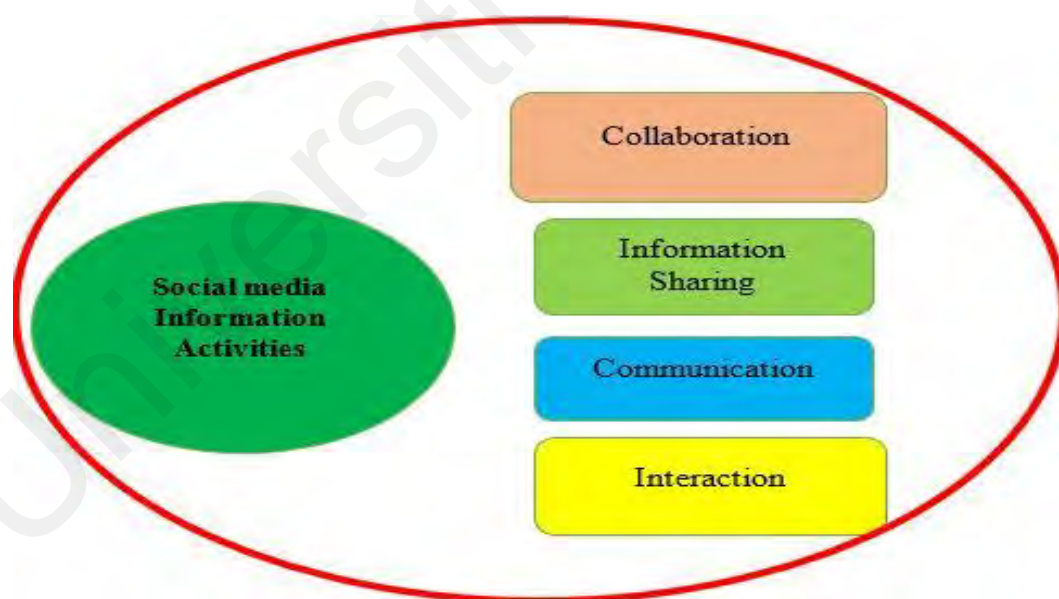 Collaboration
Information
Sharing
Social media
Information
Activities
Communication
Interaction